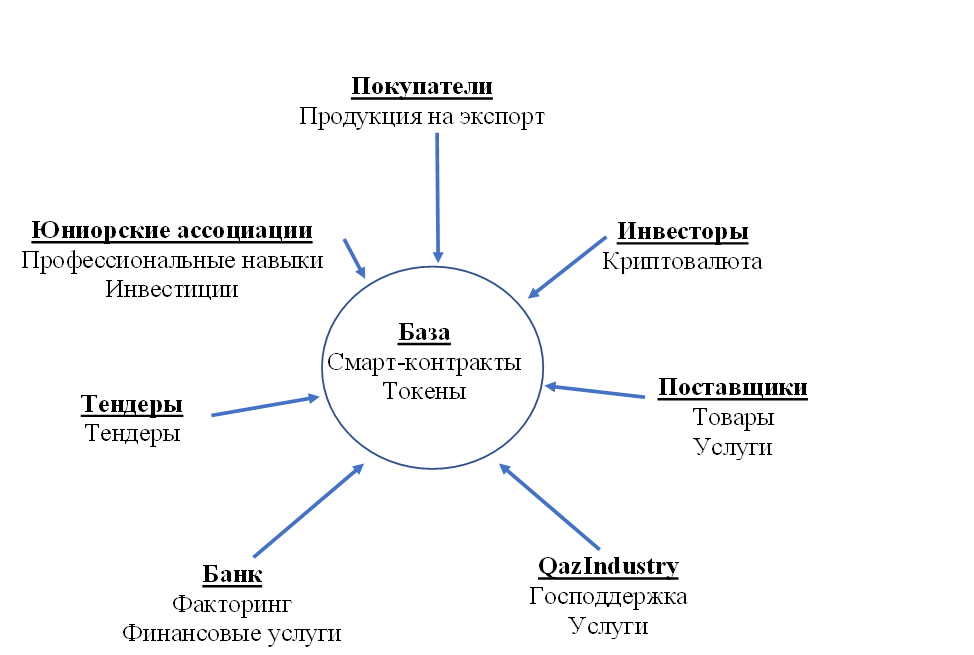 Покупатели
Продукция на экспорт
Юниорские ассоциации
Профессиональные навыки
Инвестиции
Инвесторы
Криптовалюта
База
Смарт-контракты
Токены
Тендеры
Тендеры
Поставщики
Товары
Услуги
Банк
Факторинг
Финансовые услуги
QazIndustry
Господдержка
Услуги